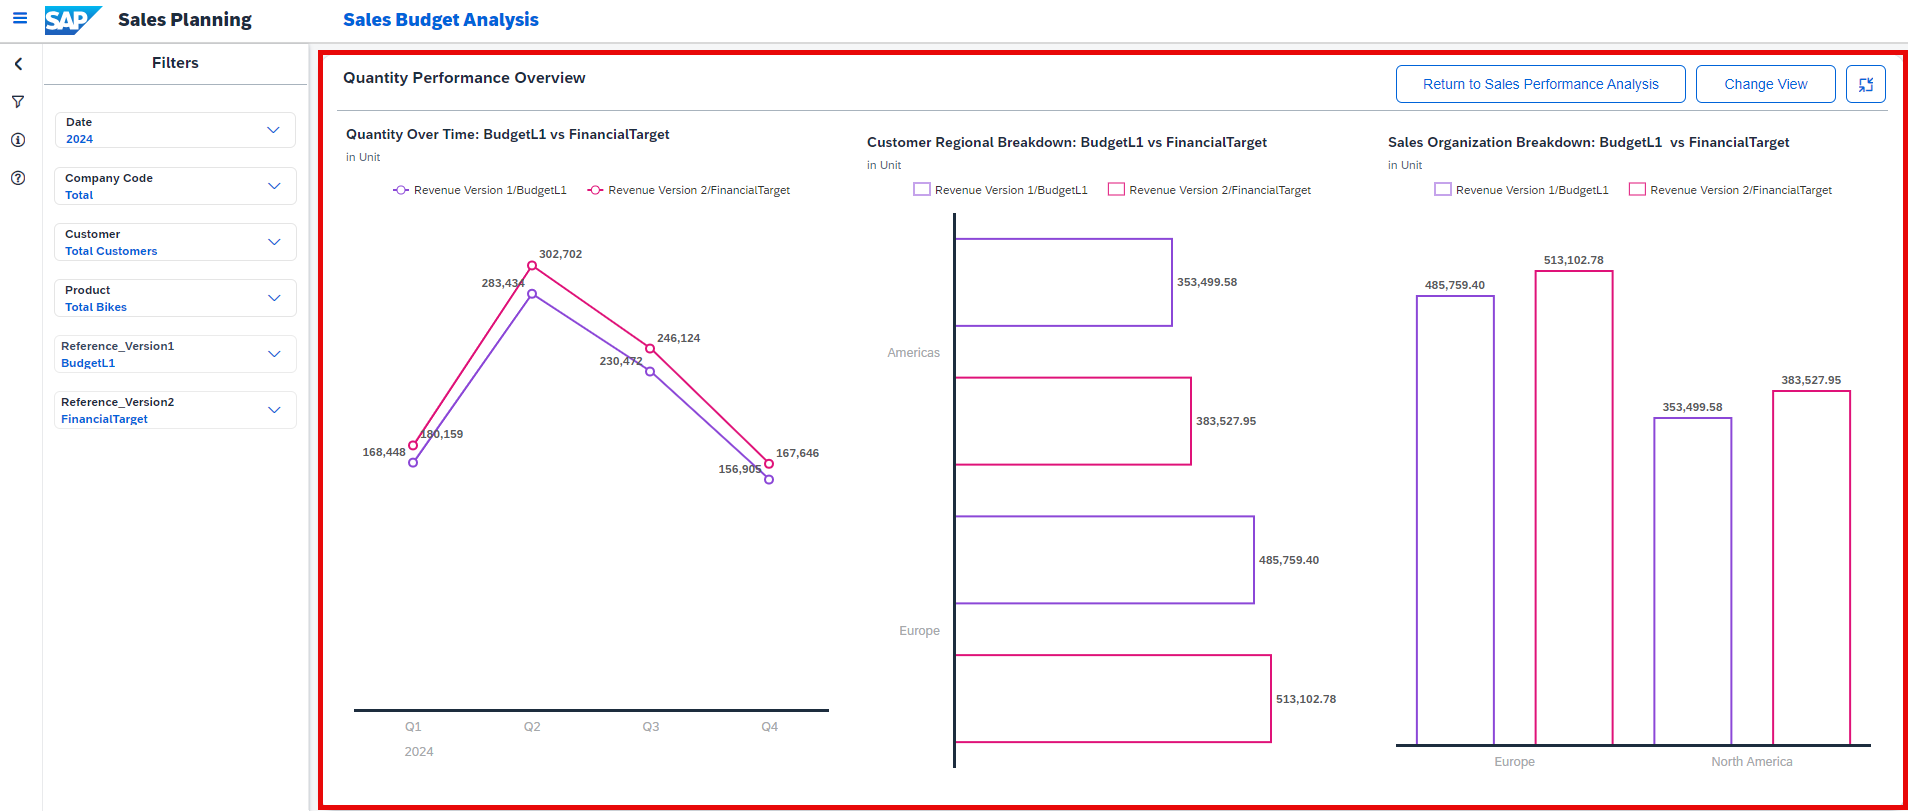 SAP Sales Planning
Sales Budget Analysis
Filters
Date
2024
Company Code
Total
Customer
Total Customers
Product
Total Bikes
Reference_Version1
BudgetL1
Reference_Version2
FinancialTarget
Quantity Performance Overview
Return to Sales Performance Analysis
Change View
Quantity Over Time: BudgetL1 vs FinancialTarget
in Unit
Revenue Version 1/BudgetL1 Revenue Version 2/FinancialTarget
302,702
283,434
246,124
230,472
180,159
168,448
167,646
156,905
Q1 Q2 Q3 Q4
2024
Customer Regional Breakdown: BudgetL1 vs FinancialTarget
in Unit
Revenue Version 1/BudgetL1 Revenue Version 2/FinancialTarget
353,499.58
Americas
383,527.95
485,759.40
Europe
513,102.78
Sales Organization Breakdown: BudgetL1 vs FinancialTarget
in Unit
Revenue Version 1/BudgetL1 Revenue Version 2/FinancialTarget
513,102.78
485,759.40
383,527.95
353,499.58
Europe North America